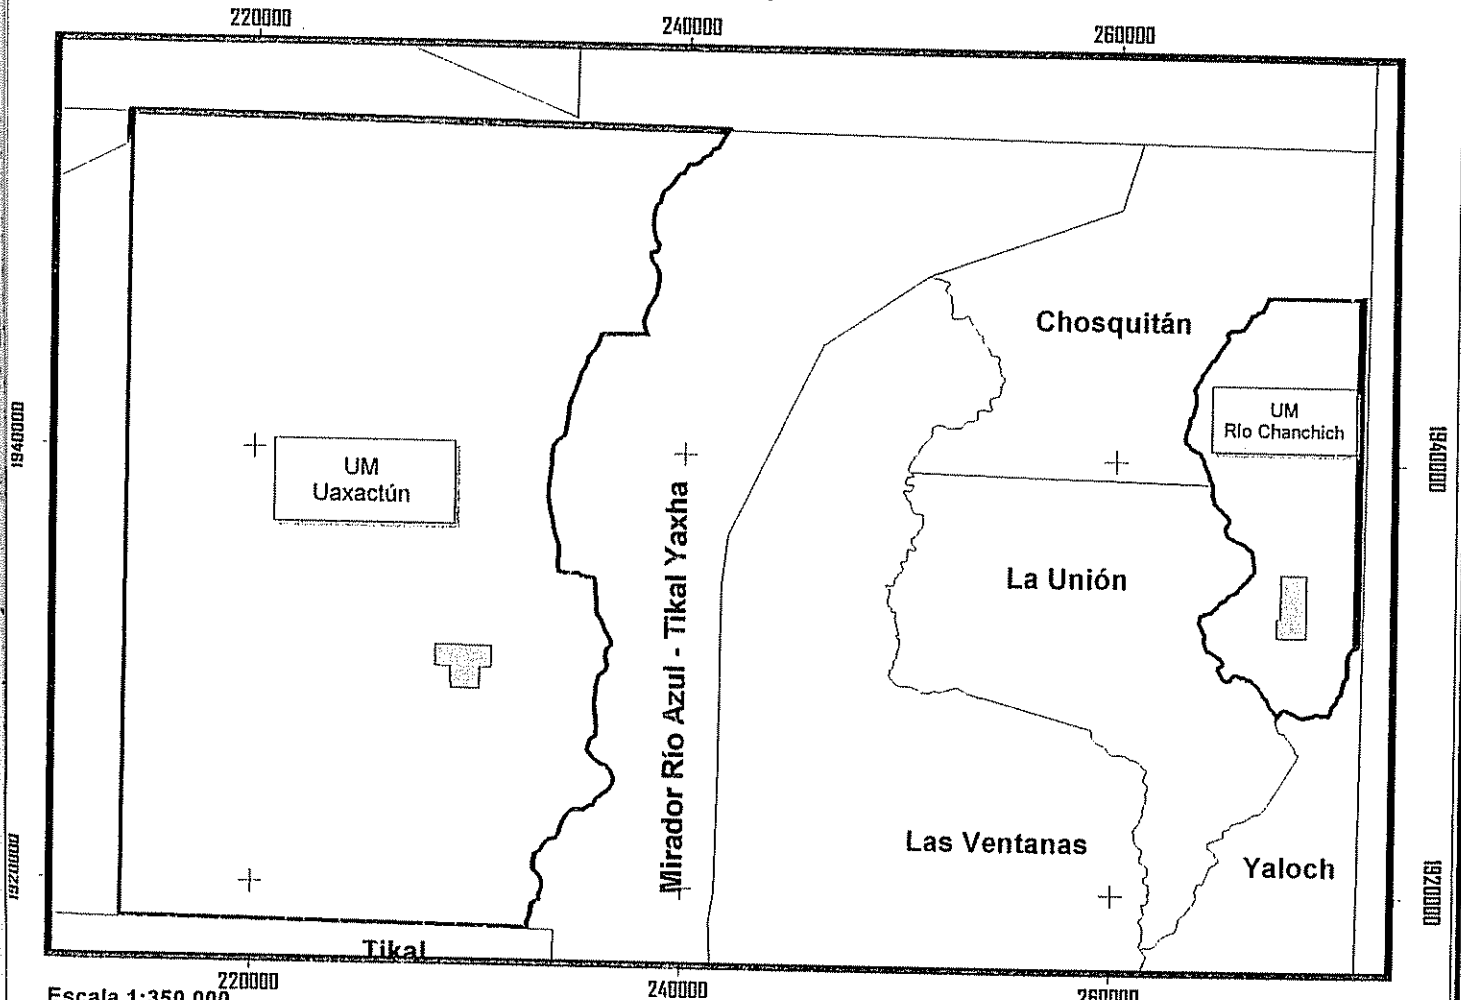 220000
240000
260000
Chosquitán
UM
Río Chanchich
1940000
1940000
UM
Uaxactún
Mirador Río Azul - Tikal Yaxha
La Unión
Las Ventanas
Yaloch
1920000
1920000
Tikal
220000
240000
260000
Escala 1:350,000